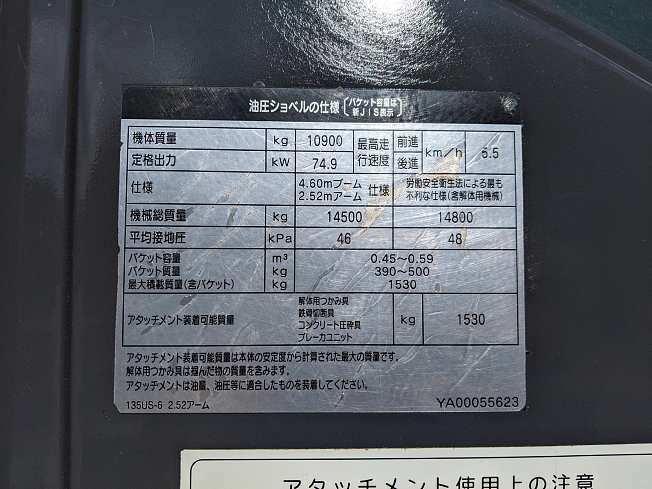 油圧ショベルの仕様(バケット容量は新JIS表示)
機体質量 kg 10900 最高走行速度 前進 後進 km/h 5.5
定格出力 kW 74.9
仕様 4.60mブーム 2.52mアーム 仕様 労働安全衛生法による最も不利な仕様(含解体用機械)
機械総質量 kg 14500 14800
平均接地圧 kPa 46 48
バケット容量 m³ 0.45~0.59
バケット質量 kg 390~500
最大積載質量(含バケット) kg 1530
アタッチメント装着可能質量 解体用つかみ具 鉄骨切断具 コンクリート圧砕具 ブレーカユニット kg 1530
アタッチメント装着可能質量は本体の安定度から計算された最大の質量です。
解体用つかみ具は掴んだ物の質量を含みます。
アタッチメントは油量、油圧等に適合したものを装着してください。
135US-6 2.52アーム YA00055623
アタッチメント使用上の注意